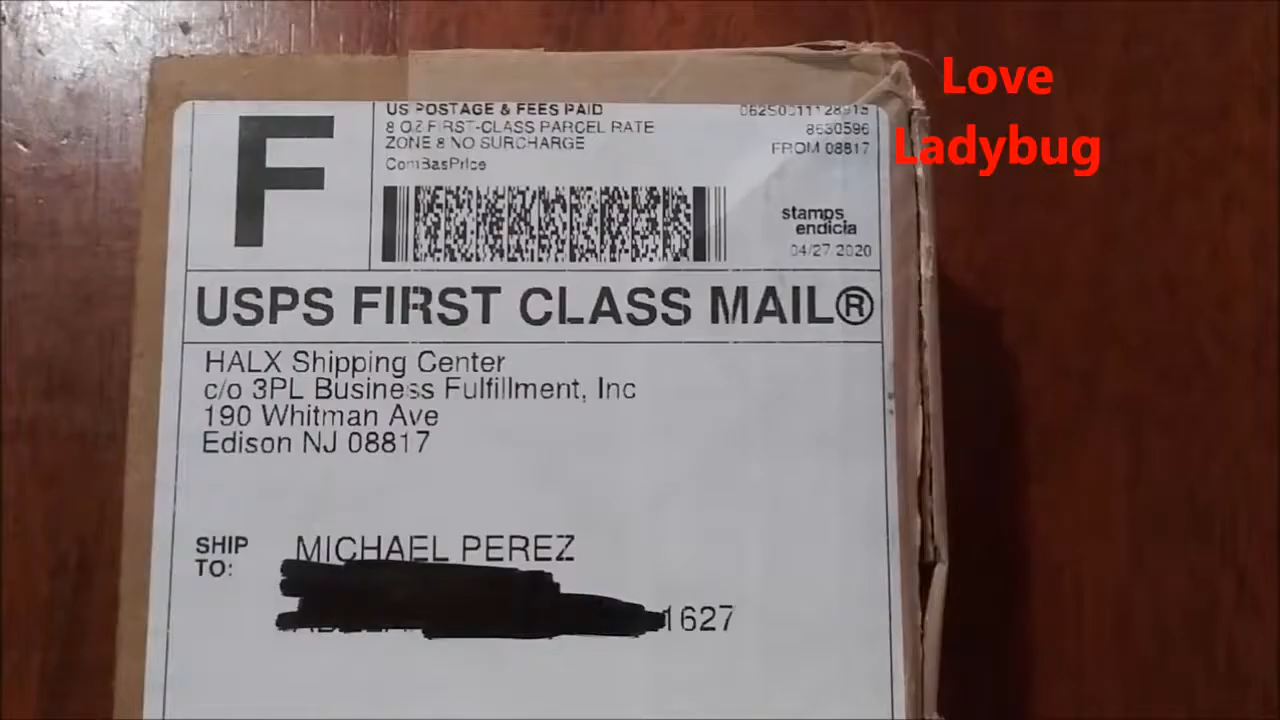 Love
Ladybug
F
US POSTAGE & FEES PAID
8 OZ FIRST-CLASS PARCEL RATE
ZONE 8 NO SURCHARGE
ComBasPrice
8630596
FROM 08817
stamps
endicia
04/27/2020
USPS FIRST CLASS MAIL®
HALX Shipping Center
c/o 3PL Business Fulfillment, Inc
190 Whitman Ave
Edison NJ 08817
SHIP
TO:
MICHAEL PEREZ
1627